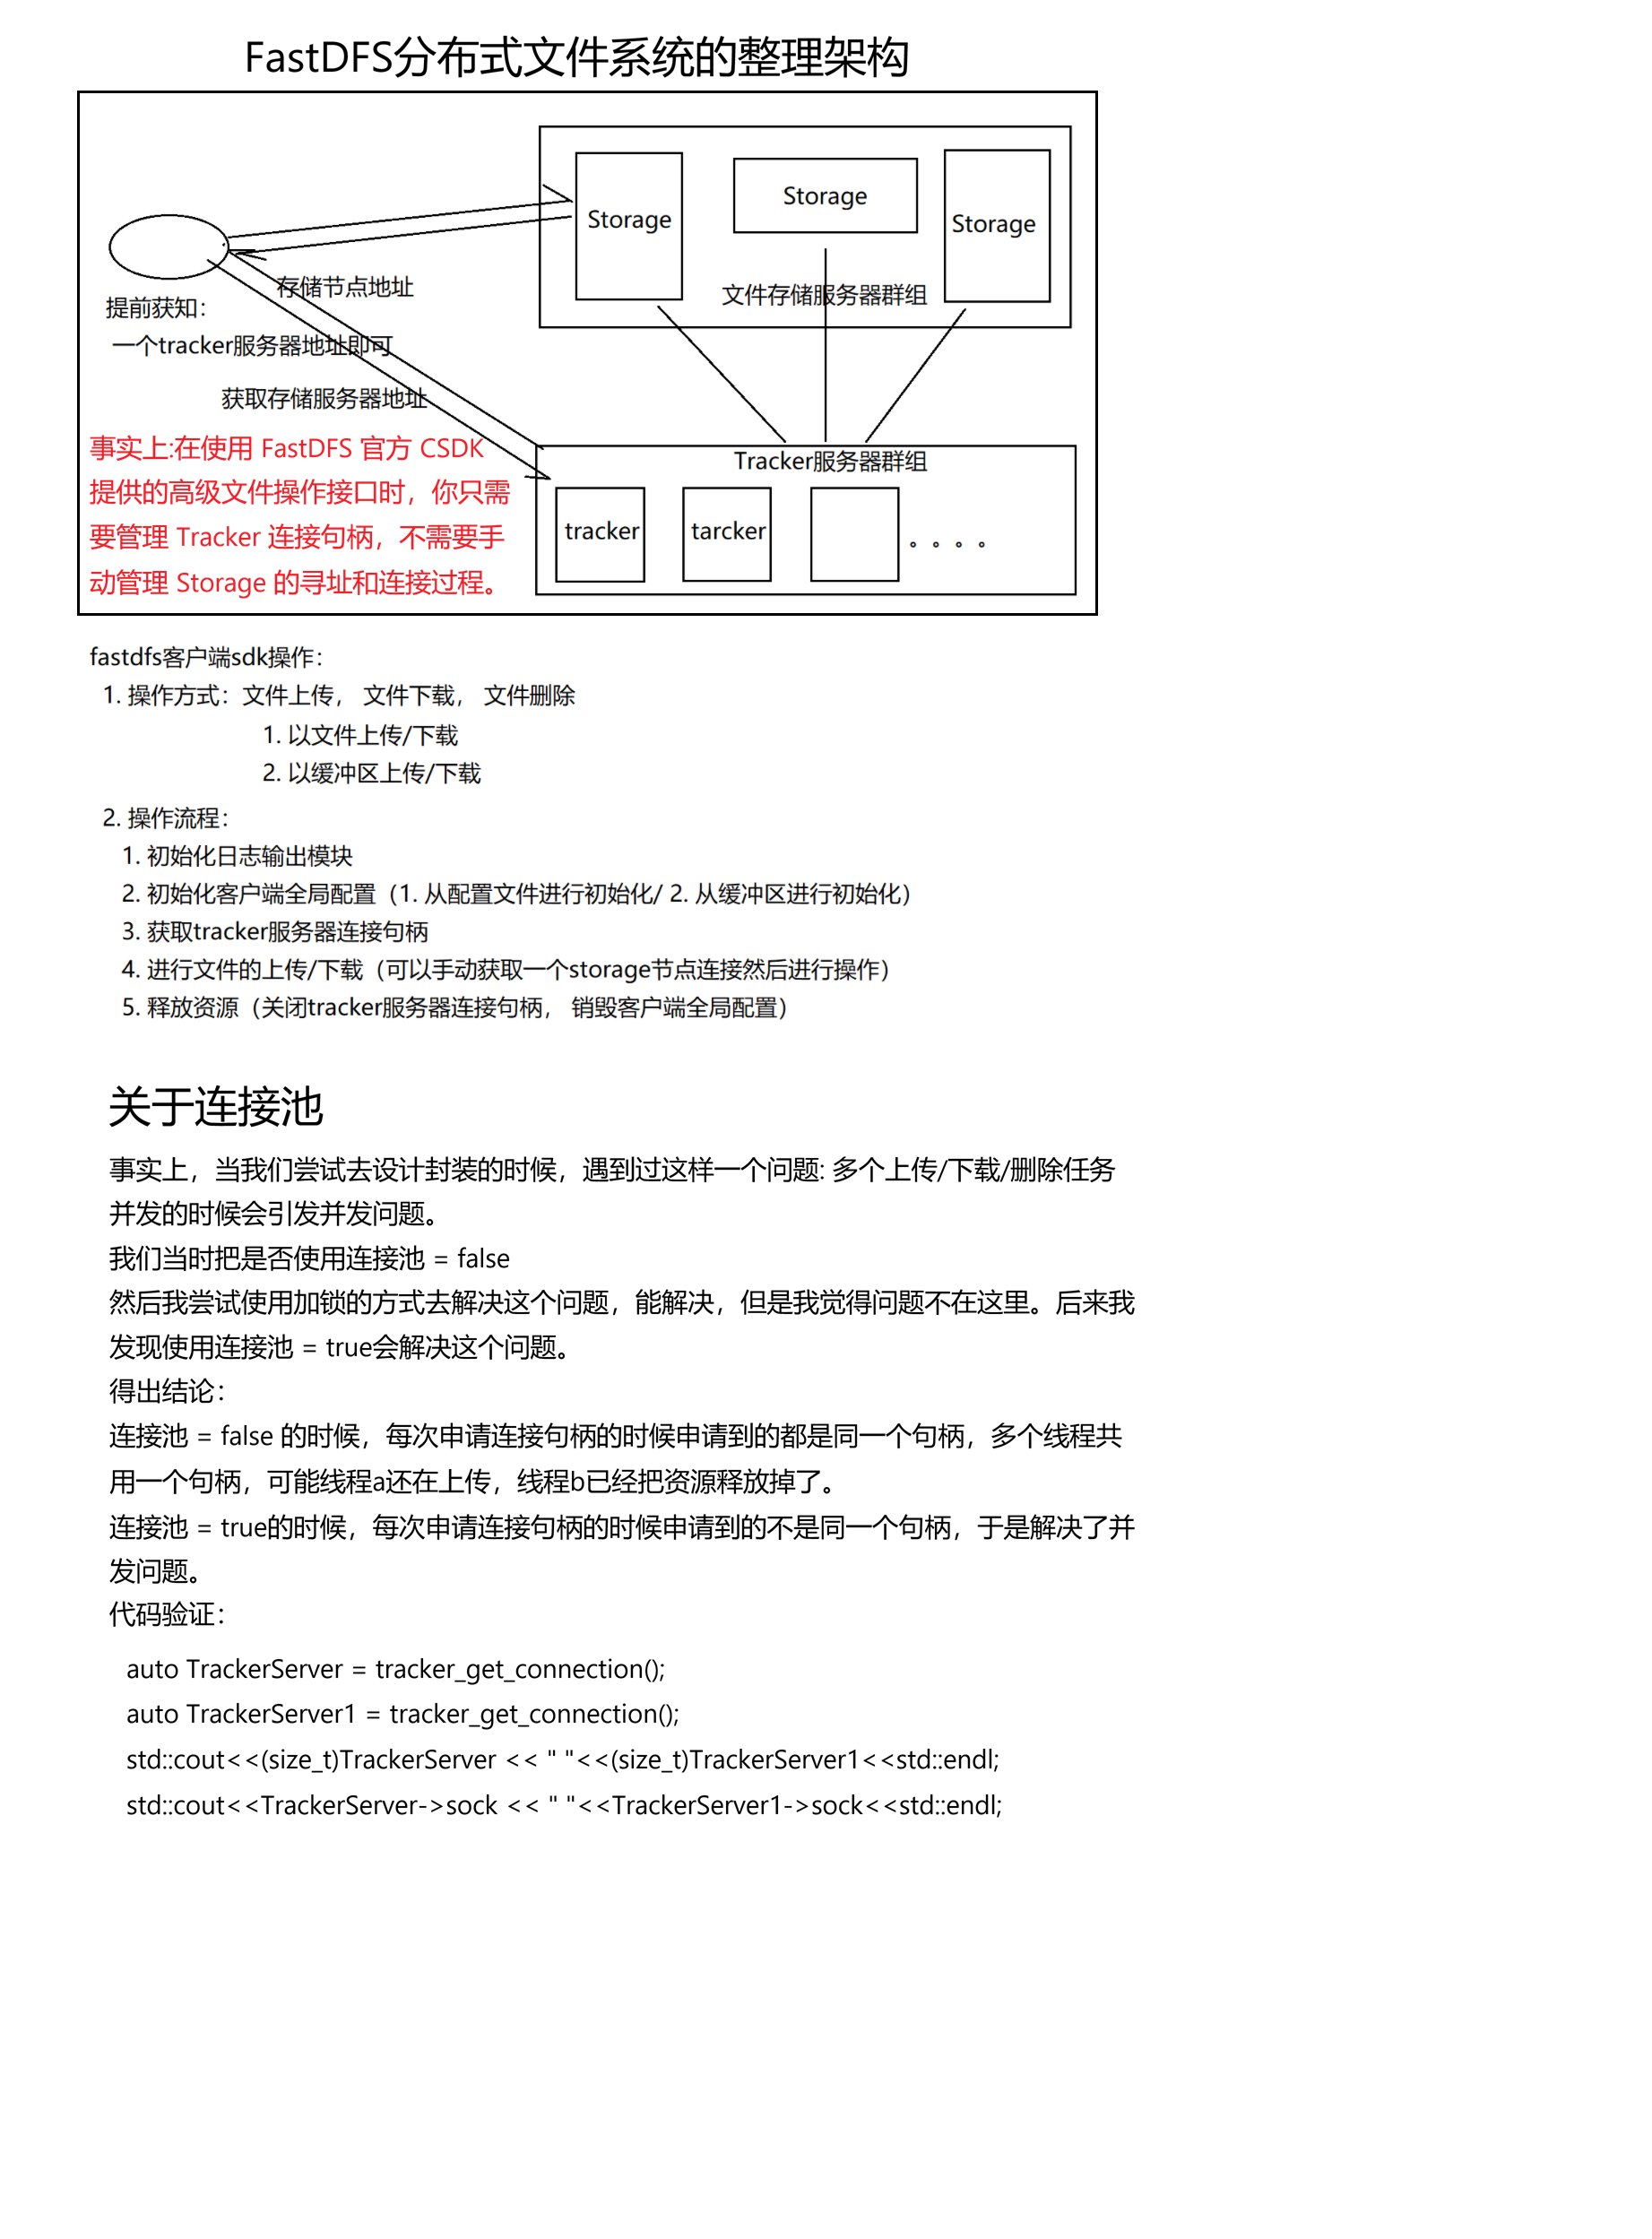 FastDFS分布式文件系统的整理架构
Storage
Storage
Storage
文件存储服务器群组
存储节点地址
提前获知：
一个tracker服务器地址即可
获取存储服务器地址
事实上:在使用 FastDFS 官方 CSDK
提供的高级文件操作接口时，你只需
要管理 Tracker 连接句柄，不需要手
动管理 Storage 的寻址和连接过程。
Tracker服务器群组
tracker
tarcker
。。。。
fastdfs客户端sdk操作：
1. 操作方式：文件上传， 文件下载， 文件删除
1. 以文件上传/下载
2. 以缓冲区上传/下载
2. 操作流程：
1. 初始化日志输出模块
2. 初始化客户端全局配置（1. 从配置文件进行初始化/ 2. 从缓冲区进行初始化）
3. 获取tracker服务器连接句柄
4. 进行文件的上传/下载（可以手动获取一个storage节点连接然后进行操作）
5. 释放资源（关闭tracker服务器连接句柄， 销毁客户端全局配置）
关于连接池
事实上，当我们尝试去设计封装的时候，遇到过这样一个问题: 多个上传/下载/删除任务
并发的时候会引发并发问题。
我们当时把是否使用连接池 = false
然后我尝试使用加锁的方式去解决这个问题，能解决，但是我觉得问题不在这里。后来我
发现使用连接池 = true会解决这个问题。
得出结论：
连接池 = false 的时候，每次申请连接句柄的时候申请到的都是同一个句柄，多个线程共
用一个句柄，可能线程a还在上传，线程b已经把资源释放掉了。
连接池 = true的时候，每次申请连接句柄的时候申请到的不是同一个句柄，于是解决了并
发问题。
代码验证：
auto TrackerServer = tracker_get_connection();
auto TrackerServer1 = tracker_get_connection();
std::cout<<(size_t)TrackerServer << " "<<(size_t)TrackerServer1<<std::endl;
std::cout<<TrackerServer->sock << " "<<TrackerServer1->sock<<std::endl;